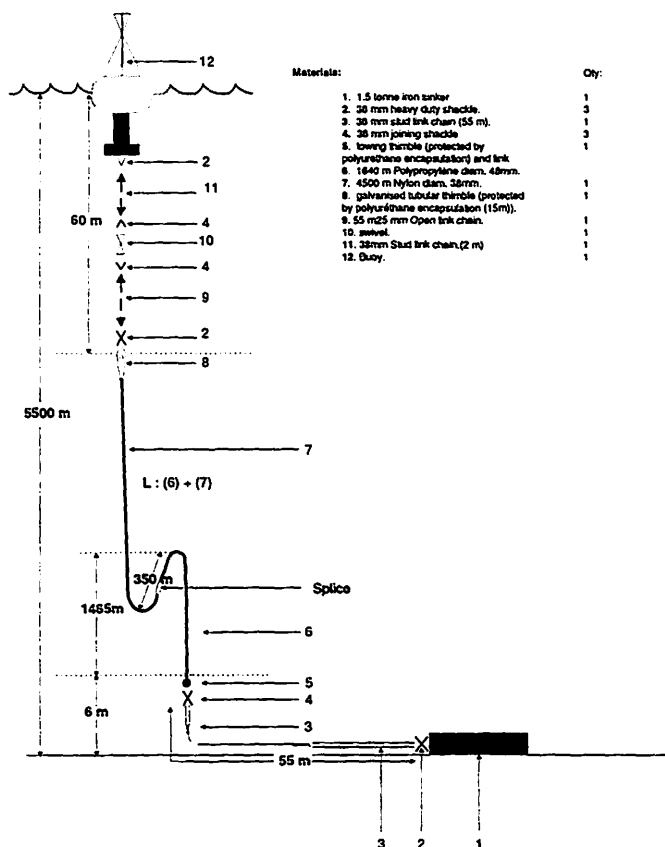 12
Materials: Qty:
1. 1.5 tonne iron sinker 1
2. 38 mm heavy duty shackle. 3
3. 38 mm stud link chain (55 m). 1
4. 38 mm joining shackle 3
5. towing thimble (protected by 1
polyurethane encapsulation) and link
6. 1640 m Polypropylène diam. 48mm.
7. 4500 m Nylon diam. 38mm. 1
8. galvanised tubular thimble (protected 1
by polyuréthane encapsulation (15m)).
9. 55 m25 mm Open link chain. 1
10. swivel. 1
11. 38mm Stud link chain.(2 m) 1
12. Buoy. 1
2
11
60 m
4
10
4
9
2
8
5500 m
7
L : (6) + (7)
350 m
Splice
1465m
6
5
4
6 m
3
55 m
3 2 1